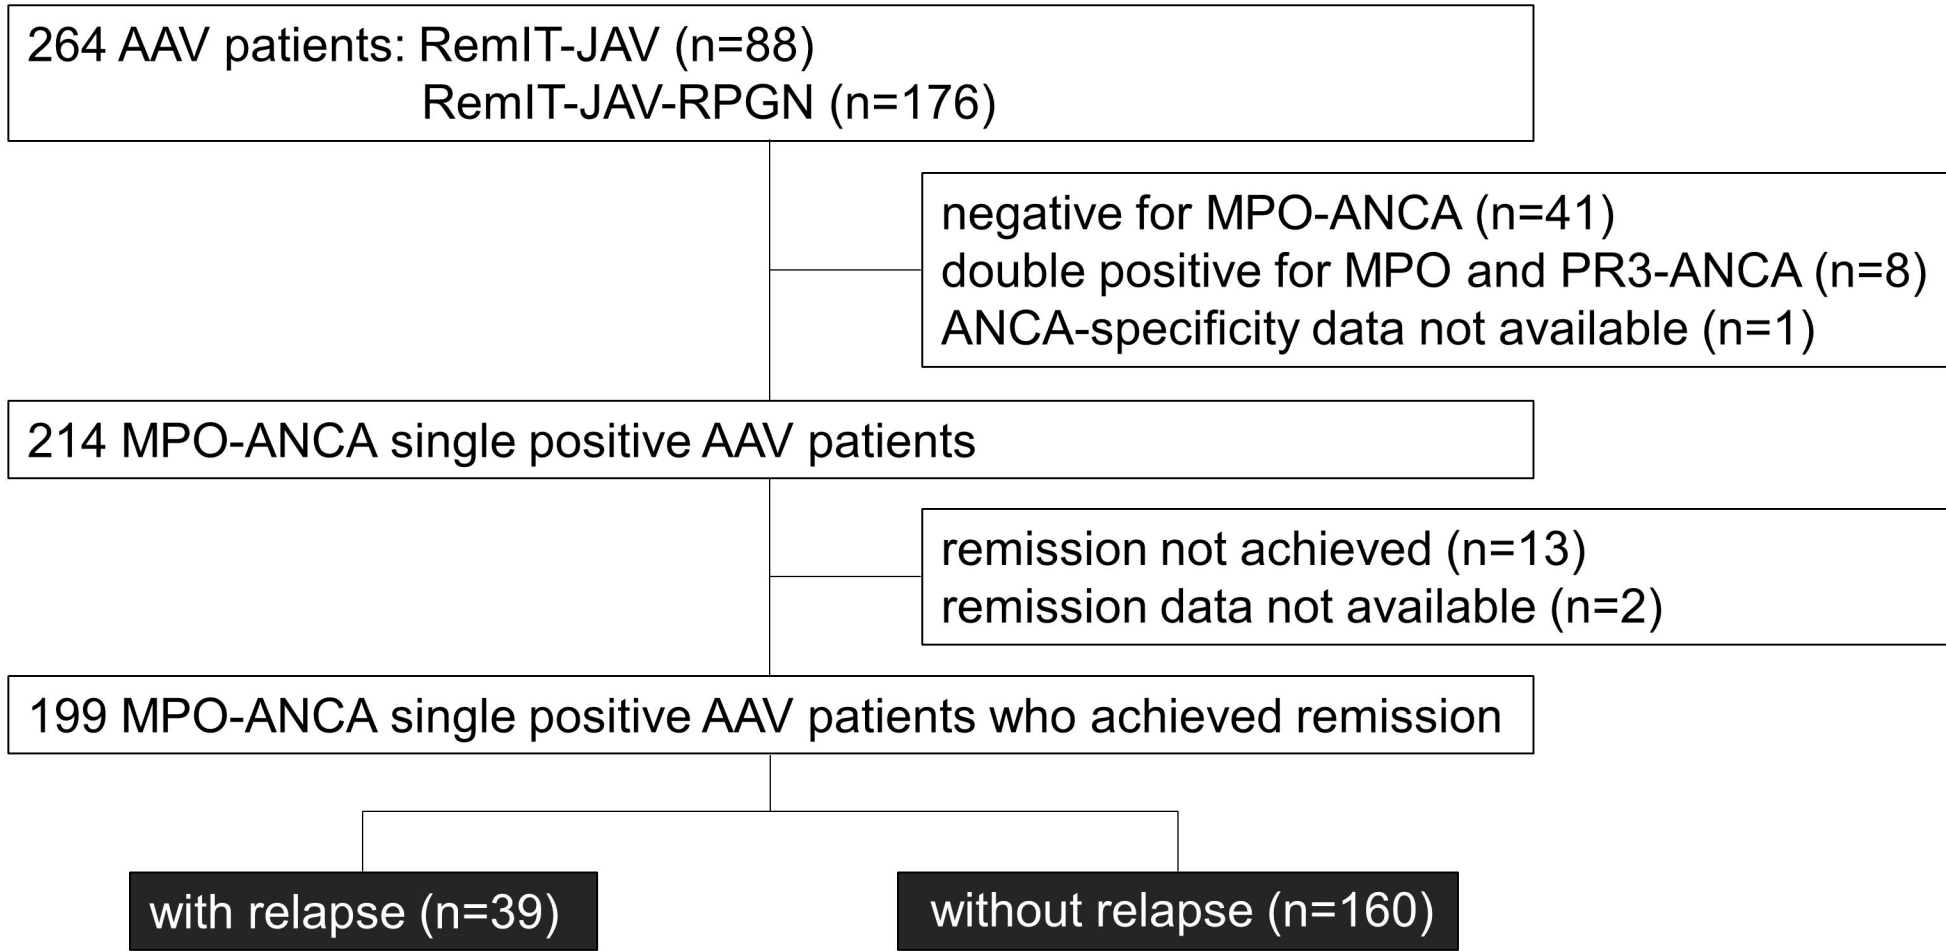 264 AAV patients: RemIT-JAV (n=88)
RemIT-JAV-RPGN (n=176)
negative for MPO-ANCA (n=41)
double positive for MPO and PR3-ANCA (n=8)
ANCA-specificity data not available (n=1)
214 MPO-ANCA single positive AAV patients
remission not achieved (n=13)
remission data not available (n=2)
199 MPO-ANCA single positive AAV patients who achieved remission
with relapse (n=39)
without relapse (n=160)